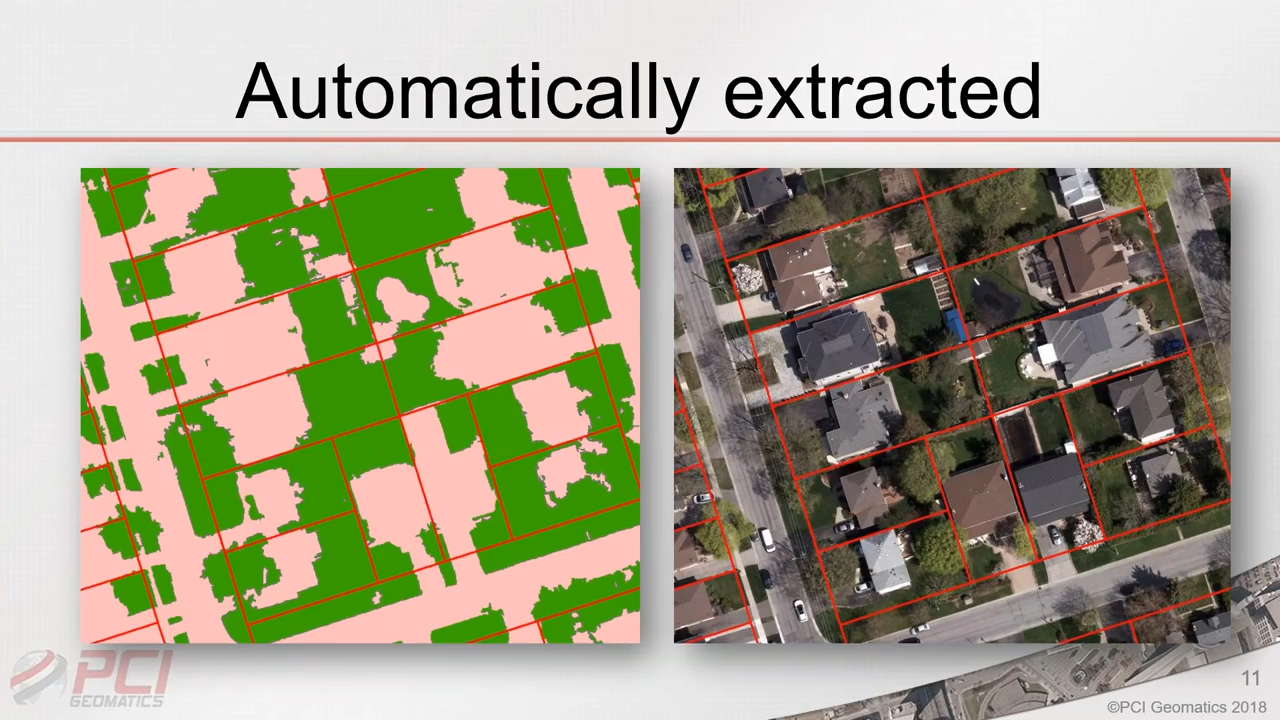 Automatically extracted
PCI
GEOMATICS
11
©PCI Geomatics 2018